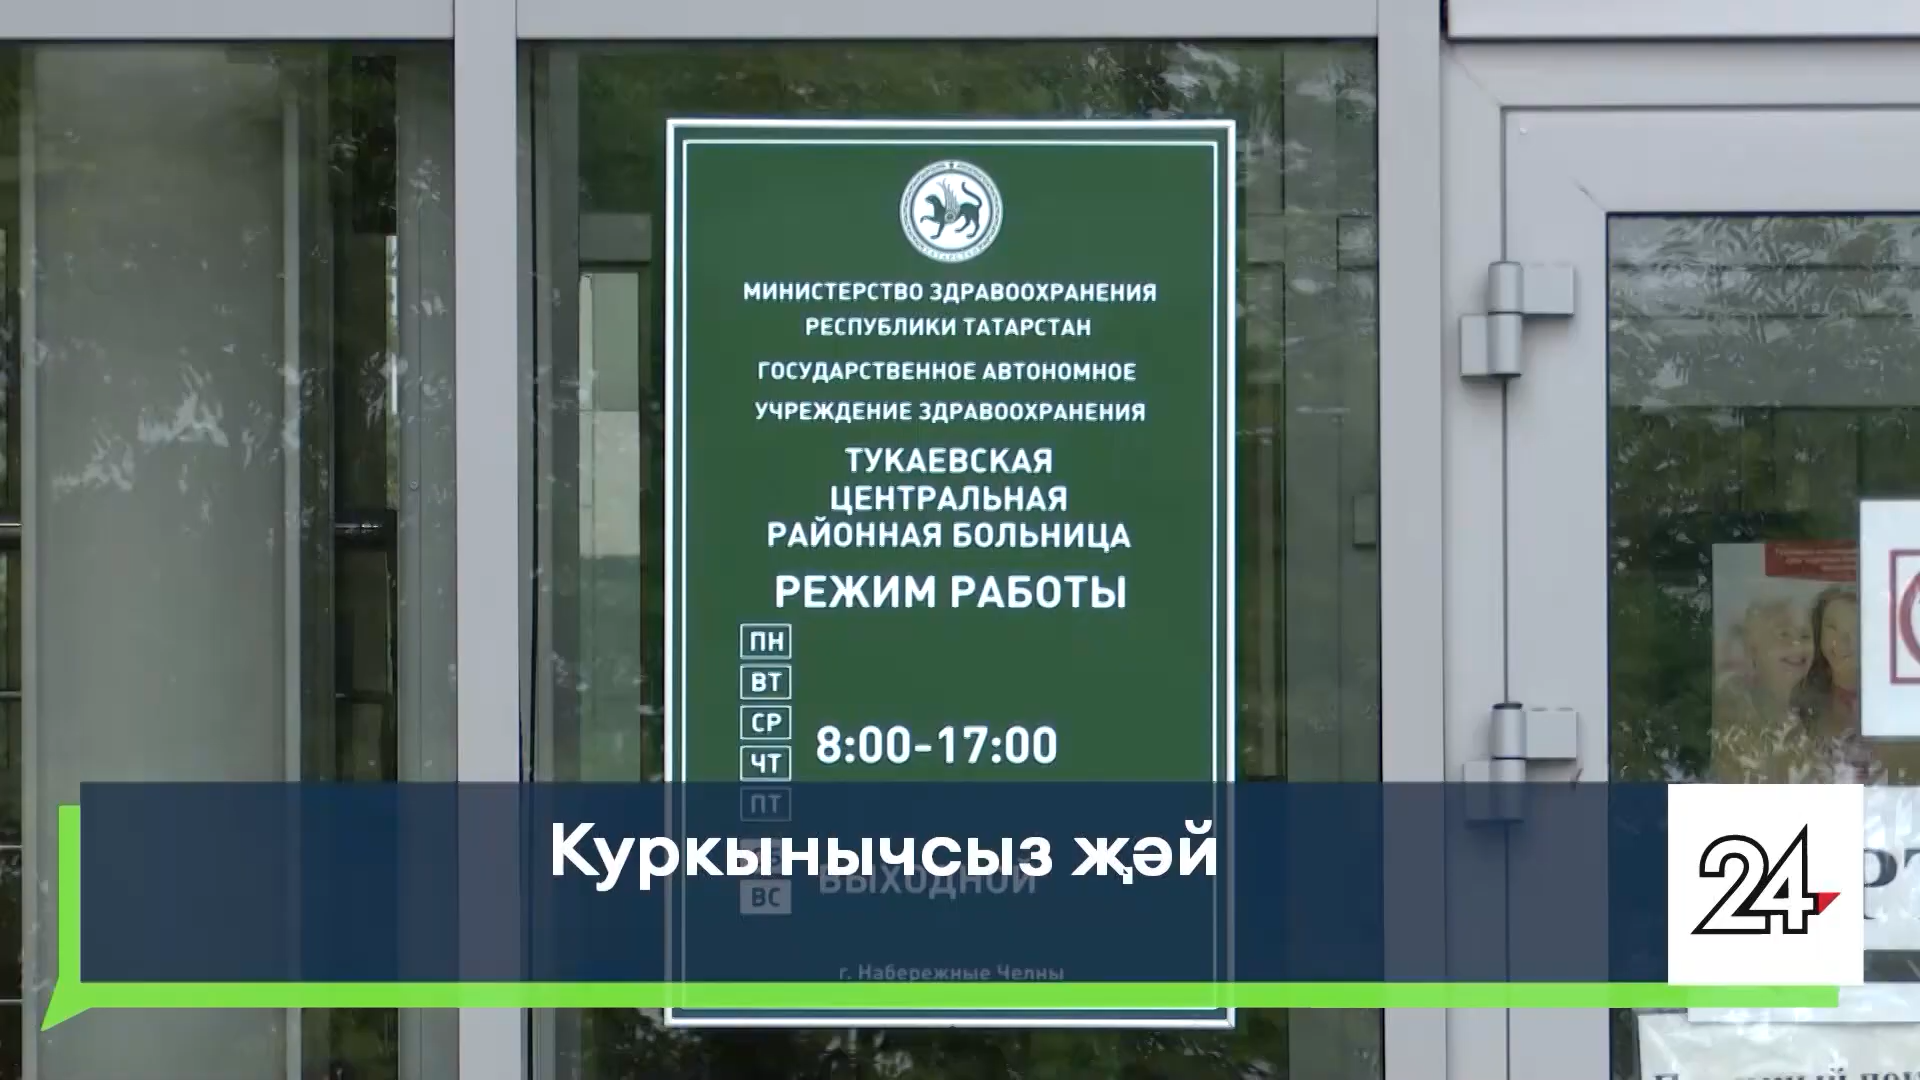 ТАТАРСТАН
МИНИСТЕРСТВО ЗДРАВООХРАНЕНИЯ
РЕСПУБЛИКИ ТАТАРСТАН
ГОСУДАРСТВЕННОЕ АВТОНОМНОЕ
УЧРЕЖДЕНИЕ ЗДРАВООХРАНЕНИЯ
ТУКАЕВСКАЯ
ЦЕНТРАЛЬНАЯ
РАЙОННАЯ БОЛЬНИЦА
РЕЖИМ РАБОТЫ
ПН
ВТ
СР
ЧТ
ПТ
8:00-17:00
ВС
ВЫХОДНОЙ
г. Набережные Челны
Куркынычсыз җәй
24